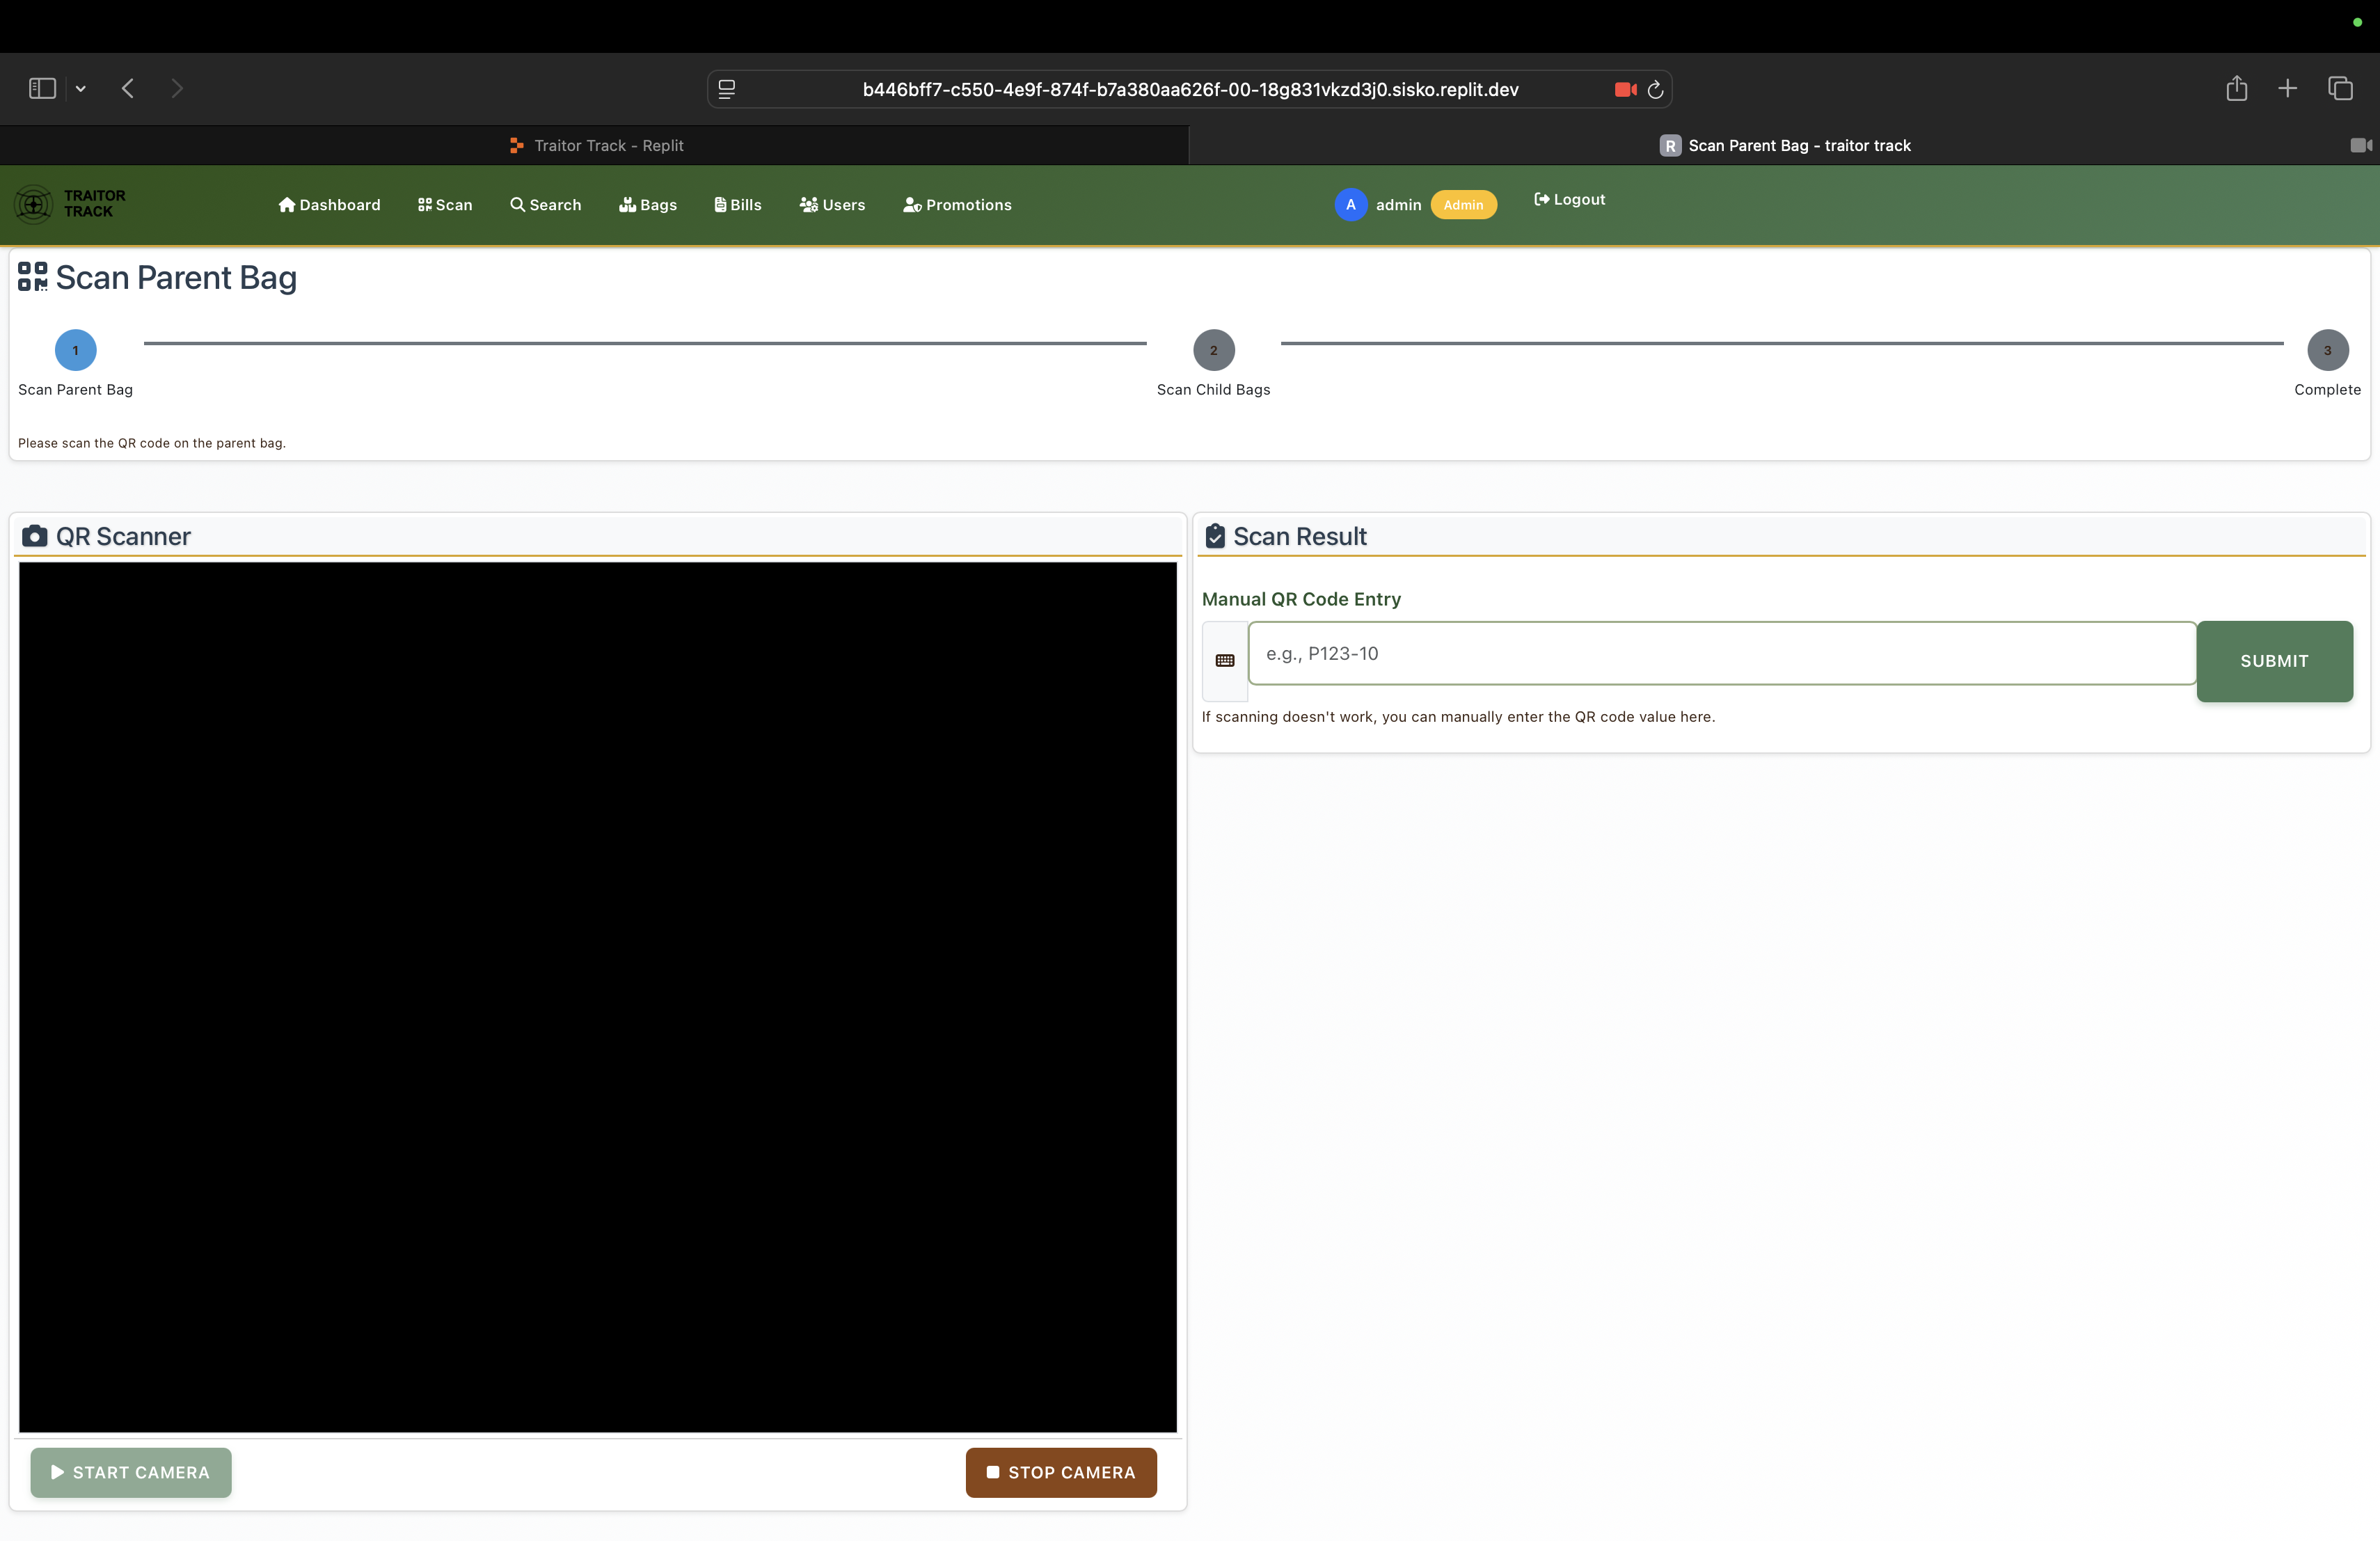 b446bff7-c550-4e9f-874f-b7a380aa626f-00-18g831vkzd3j0.sisko.replit.dev
Traitor Track - Replit
R Scan Parent Bag - traitor track
TRAITOR
TRACK
Dashboard
Scan
Search
Bags
Bills
Users
Promotions
A admin Admin
Logout
Scan Parent Bag
1
2
3
Scan Parent Bag
Scan Child Bags
Complete
Please scan the QR code on the parent bag.
QR Scanner
START CAMERA
STOP CAMERA
Scan Result
Manual QR Code Entry
e.g., P123-10
SUBMIT
If scanning doesn't work, you can manually enter the QR code value here.